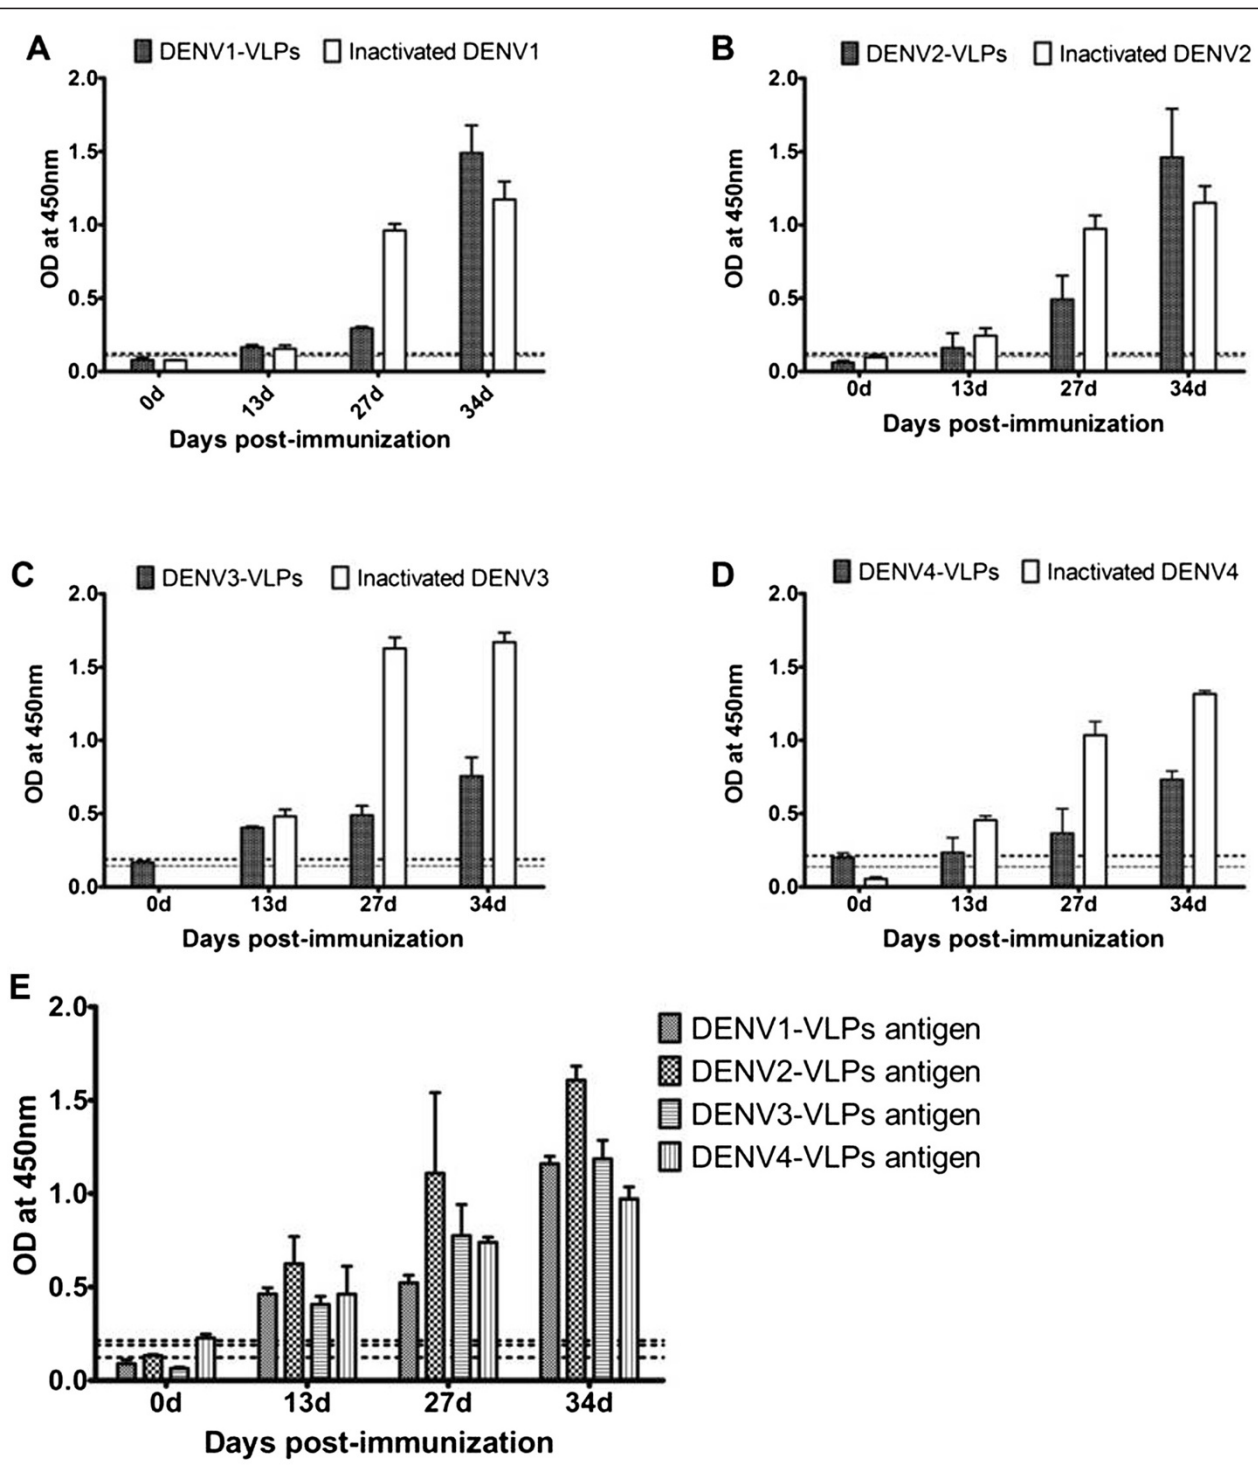 A
DENV1-VLPs Inactivated DENV1
2.0
1.5
1.0
0.5
0.0
OD at 450nm
0d 13d 27d 34d
Days post-immunization
B
DENV2-VLPs Inactivated DENV2
2.0
1.5
1.0
0.5
0.0
OD at 450nm
0d 13d 27d 34d
Days post-immunization
C
DENV3-VLPs Inactivated DENV3
2.0
1.5
1.0
0.5
0.0
OD at 450nm
0d 13d 27d 34d
Days post-immunization
D
DENV4-VLPs Inactivated DENV4
2.0
1.5
1.0
0.5
0.0
OD at 450nm
0d 13d 27d 34d
Days post-immunization
E
2.0
1.5
1.0
0.5
0.0
OD at 450nm
0d 13d 27d 34d
Days post-immunization
DENV1-VLPs antigen
DENV2-VLPs antigen
DENV3-VLPs antigen
DENV4-VLPs antigen